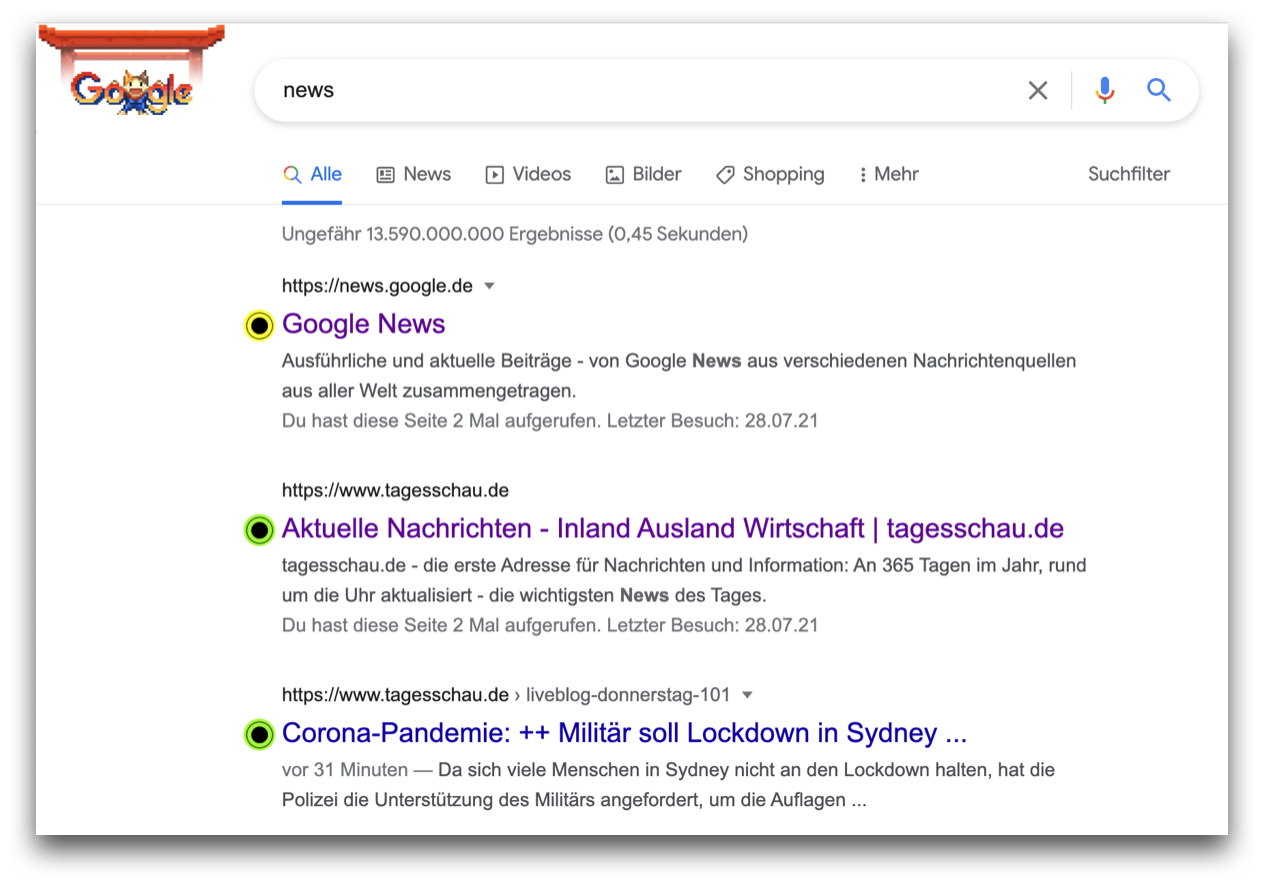 Google
news
Alle News Videos Bilder Shopping Mehr Suchfilter
Ungefähr 13.590.000.000 Ergebnisse (0,45 Sekunden)
https://news.google.de
Google News
Ausführliche und aktuelle Beiträge - von Google News aus verschiedenen Nachrichtenquellen
aus aller Welt zusammengetragen.
Du hast diese Seite 2 Mal aufgerufen. Letzter Besuch: 28.07.21
https://www.tagesschau.de
Aktuelle Nachrichten - Inland Ausland Wirtschaft | tagesschau.de
tagesschau.de - die erste Adresse für Nachrichten und Information: An 365 Tagen im Jahr, rund
um die Uhr aktualisiert - die wichtigsten News des Tages.
Du hast diese Seite 2 Mal aufgerufen. Letzter Besuch: 28.07.21
https://www.tagesschau.de › liveblog-donnerstag-101
Corona-Pandemie: ++ Militär soll Lockdown in Sydney ...
vor 31 Minuten — Da sich viele Menschen in Sydney nicht an den Lockdown halten, hat die
Polizei die Unterstützung des Militärs angefordert, um die Auflagen ...